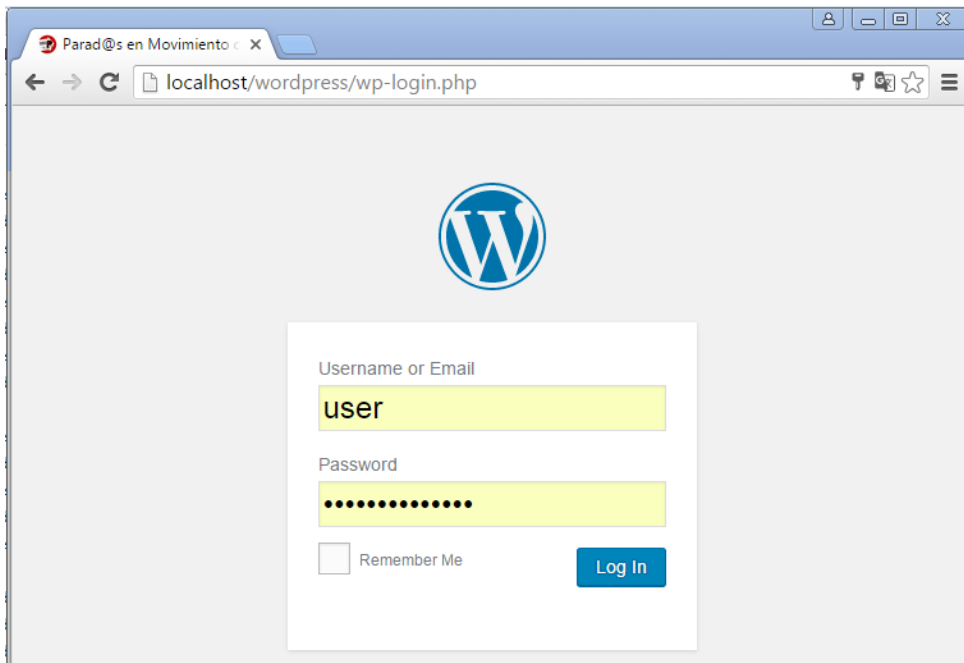 Parad@s en Movimiento
localhost/wordpress/wp-login.php
Username or Email
user
Password
••••••••••••••
Remember Me
Log In